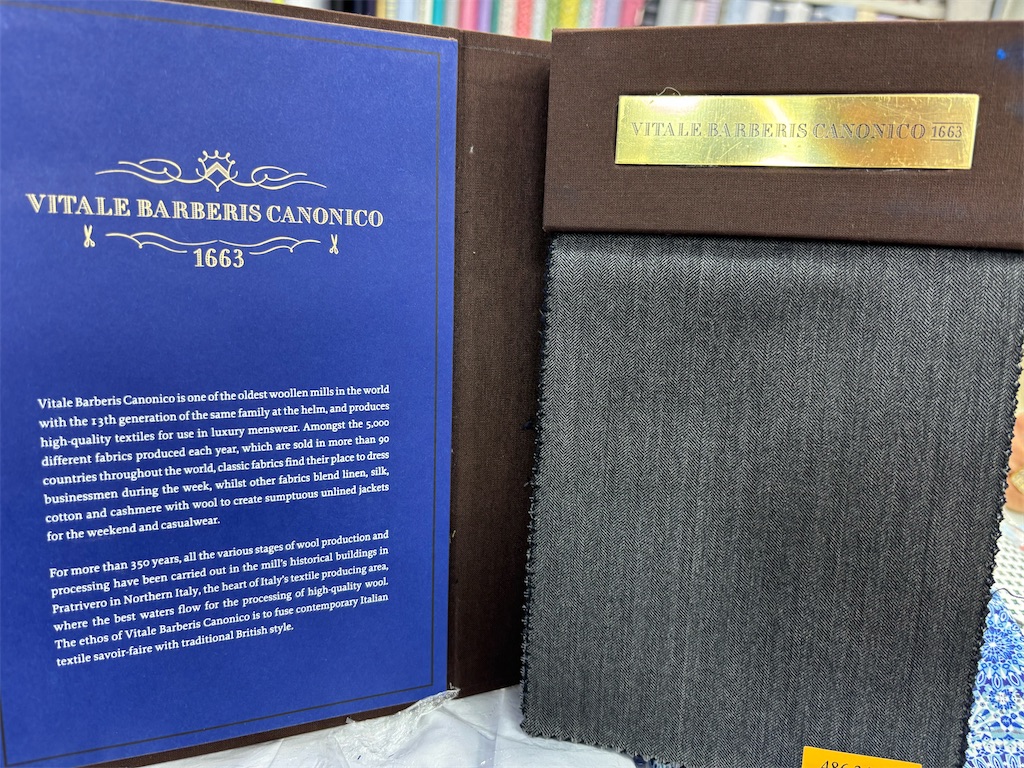 VITALE BARBERIS CANONICO
1663
Vitale Barberis Canonico is one of the oldest woollen mills in the world
with the 13th generation of the same family at the helm, and produces
high-quality textiles for use in luxury menswear. Amongst the 5,000
different fabrics produced each year, which are sold in more than 90
countries throughout the world, classic fabrics find their place to dress
businessmen during the week, whilst other fabrics blend linen, silk,
cotton and cashmere with wool to create sumptuous unlined jackets
for the weekend and casualwear.
For more than 350 years, all the various stages of wool production and
processing have been carried out in the mill's historical buildings in
Pratrivero in Northern Italy, the heart of Italy's textile producing area,
where the best waters flow for the processing of high-quality wool.
The ethos of Vitale Barberis Canonico is to fuse contemporary Italian
textile savoir-faire with traditional British style.
VITALE BARBERIS CANONICO 1663